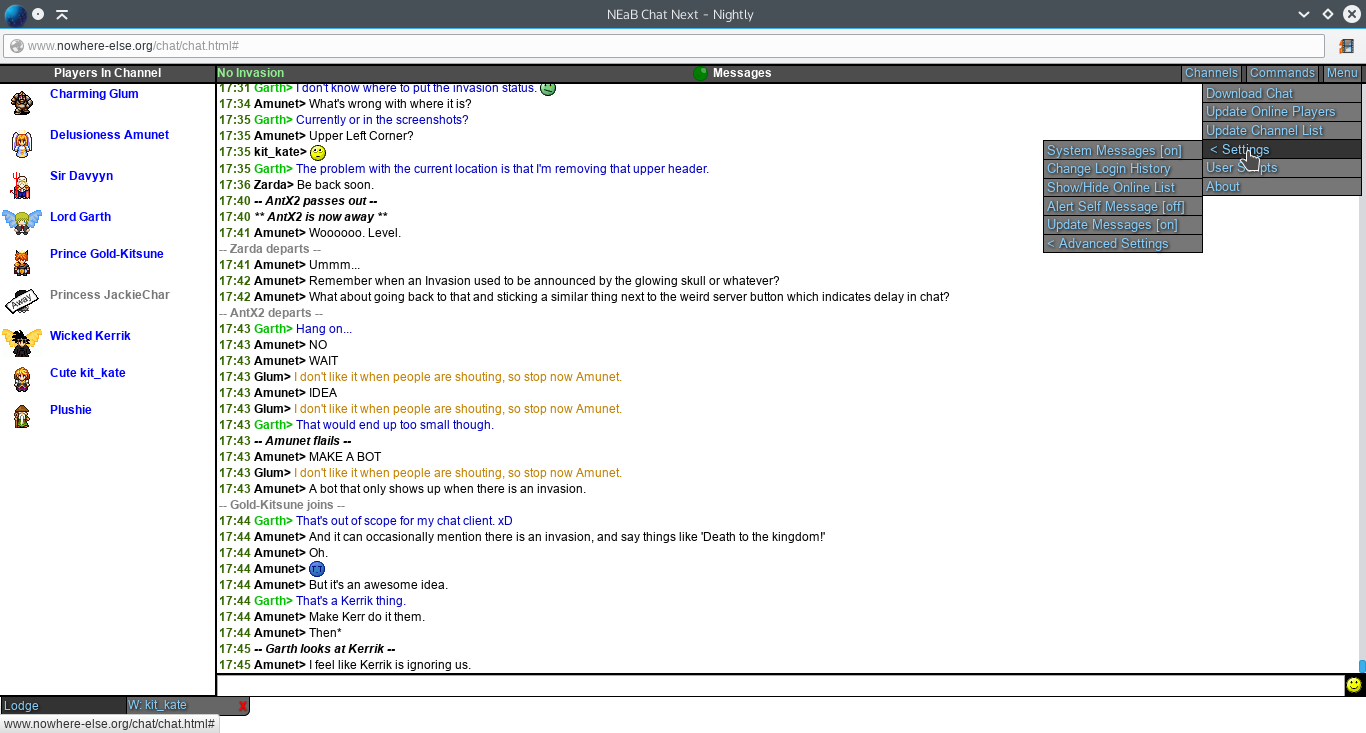 NEaB Chat Next - Nightly
www.nowhere-else.org/chat/chat.html#
Players In Channel
No Invasion
Messages
Channels
Commands
Menu
Charming Glum
Delusioness Amunet
Sir Davyyn
Lord Garth
Prince Gold-Kitsune
Away
Princess JackieChar
Wicked Kerrik
Cute kit_kate
Plushie
17:31 Garth> I don't know where to put the invasion status.
17:34 Amunet> What's wrong with where it is?
17:35 Garth> Currently or in the screenshots?
17:35 Amunet> Upper Left Corner?
17:35 kit_kate>
17:35 Garth> The problem with the current location is that I'm removing that upper header.
17:36 Zarda> Be back soon.
17:40 -- AntX2 passes out --
17:40 ** AntX2 is now away **
17:41 Amunet> Woooooo. Level.
-- Zarda departs --
17:41 Amunet> Ummm...
17:42 Amunet> Remember when an Invasion used to be announced by the glowing skull or whatever?
17:42 Amunet> What about going back to that and sticking a similar thing next to the weird server button which indicates delay in chat?
-- AntX2 departs --
17:43 Garth> Hang on...
17:43 Amunet> NO
17:43 Amunet> WAIT
17:43 Glum> I don't like it when people are shouting, so stop now Amunet.
17:43 Amunet> IDEA
17:43 Glum> I don't like it when people are shouting, so stop now Amunet.
17:43 Garth> That would end up too small though.
17:43 -- Amunet flails --
17:43 Amunet> MAKE A BOT
17:43 Glum> I don't like it when people are shouting, so stop now Amunet.
17:43 Amunet> A bot that only shows up when there is an invasion.
-- Gold-Kitsune joins --
17:44 Garth> That's out of scope for my chat client. xD
17:44 Amunet> And it can occasionally mention there is an invasion, and say things like 'Death to the kingdom!'
17:44 Amunet> Oh.
17:44 Amunet>
17:44 Amunet> But it's an awesome idea.
17:44 Garth> That's a Kerrik thing.
17:44 Amunet> Make Kerr do it them.
17:44 Amunet> Then*
17:45 -- Garth looks at Kerrik --
17:45 Amunet> I feel like Kerrik is ignoring us.
Download Chat
Update Online Players
Update Channel List
< Settings
User Scripts
About
System Messages [on]
Change Login History
Show/Hide Online List
Alert Self Message [off]
Update Messages [on]
< Advanced Settings
Lodge
W: kit_kate
www.nowhere-else.org/chat/chat.html#